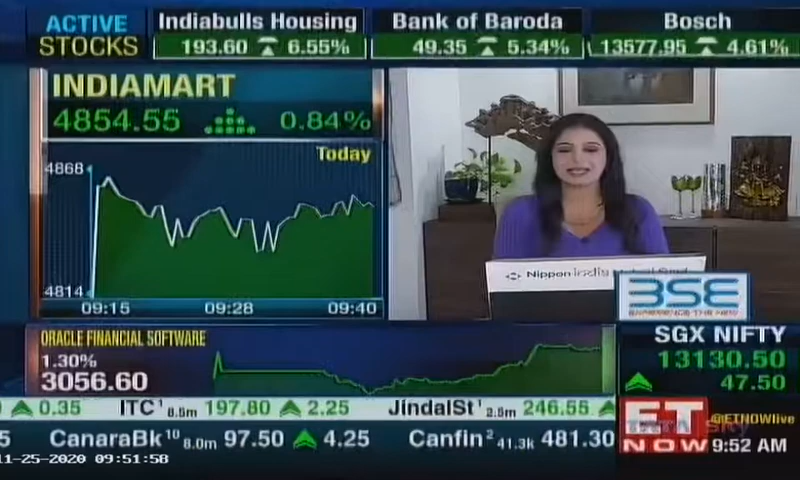 ACTIVE STOCKS
Indiabulls Housing
193.60 6.55%
Bank of Baroda
49.35 5.34%
Bosch
13577.95 4.61%
INDIAMART
4854.55 0.84%
Today
4868
4814
09:15 09:28 09:40
Nippon india Mutual Fund
BSE
EXPERIENCE THE NEW
ORACLE FINANCIAL SOFTWARE
1.30%
3056.60
SGX NIFTY
13130.50
47.50
0.35 ITC 8.5m 197.80 2.25 JindalSt 2.9m 246.55
5 CanaraBk 10 8.0m 97.50 4.25 Canfin 2 41.3k 481.30
ET NOW
@ETNOWlive
TATA sky
9:52 AM
11-25-2020 09:51:58